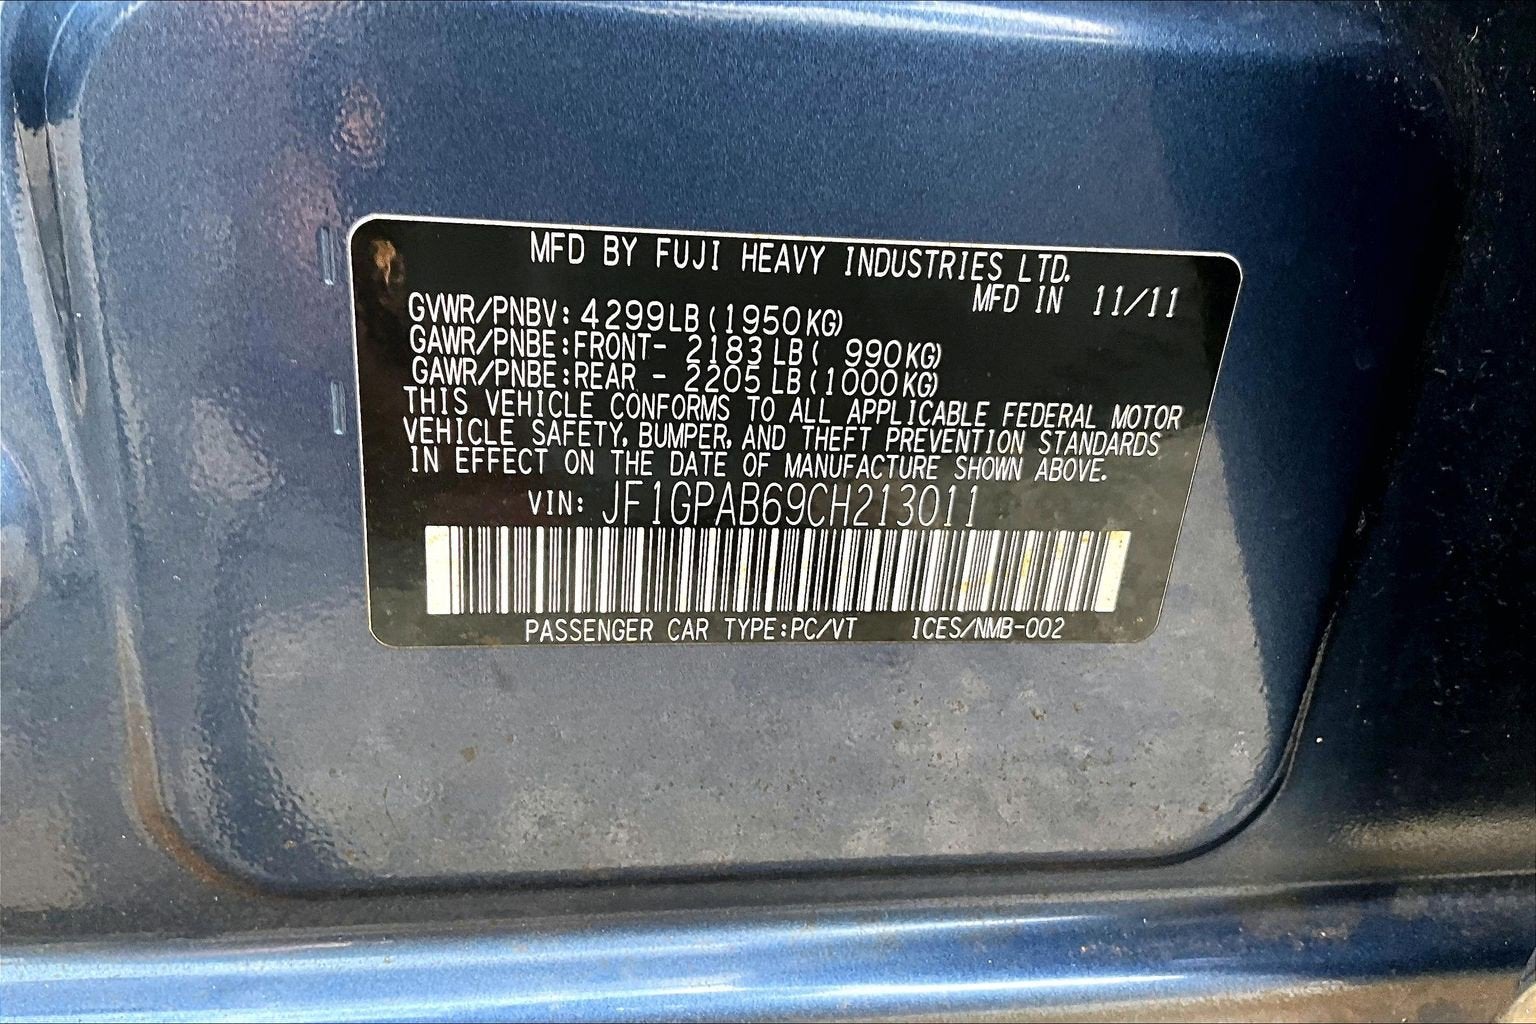 MFD BY FUJI HEAVY INDUSTRIES LTD.
MFD IN 11/11
GVWR/PNBV: 4299LB (1950KG)
GAWR/PNBE:FRONT- 2183LB ( 990KG)
GAWR/PNBE:REAR - 2205LB (1000KG)
THIS VEHICLE CONFORMS TO ALL APPLICABLE FEDERAL MOTOR
VEHICLE SAFETY, BUMPER, AND THEFT PREVENTION STANDARDS
IN EFFECT ON THE DATE OF MANUFACTURE SHOWN ABOVE.
VIN: JF1GPAB69CH213011
PASSENGER CAR TYPE:PC/VT ICES/NMB-002